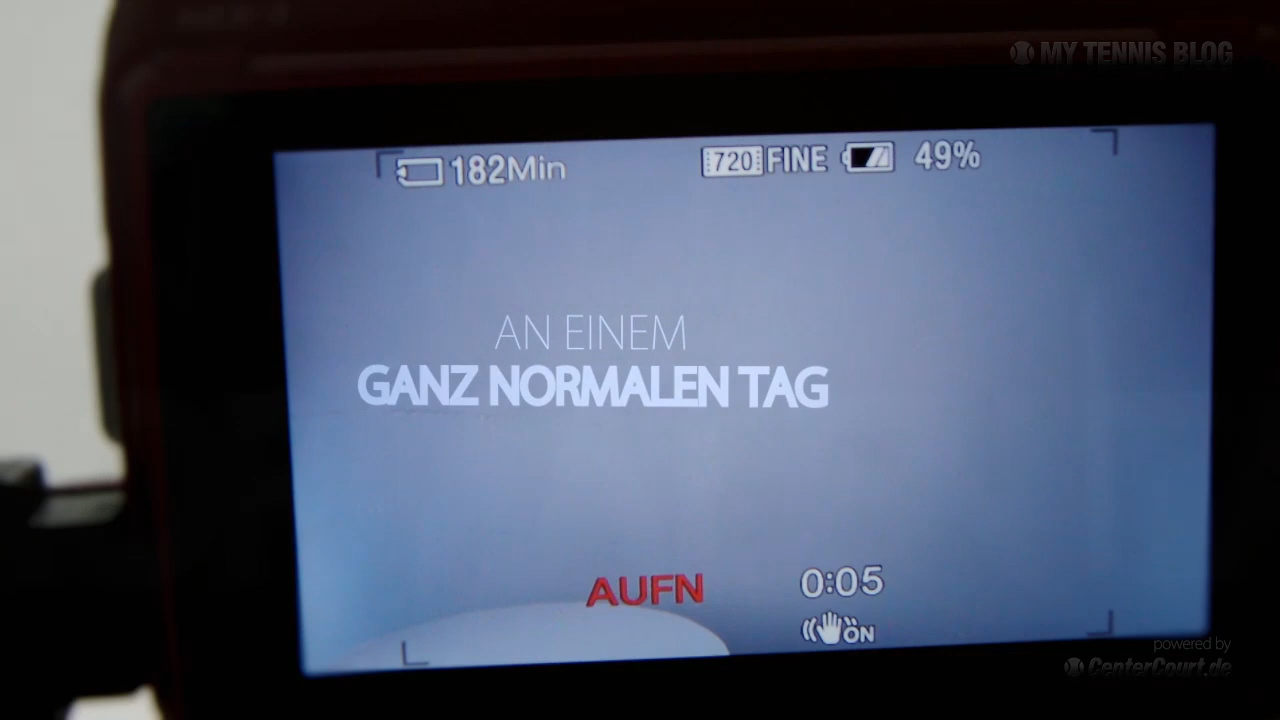 MY TENNIS BLOG
182Min
720 FINE 49%
AN EINEM
GANZ NORMALEN TAG
AUFN
0:05
ON
powered by
CenterCourt.de